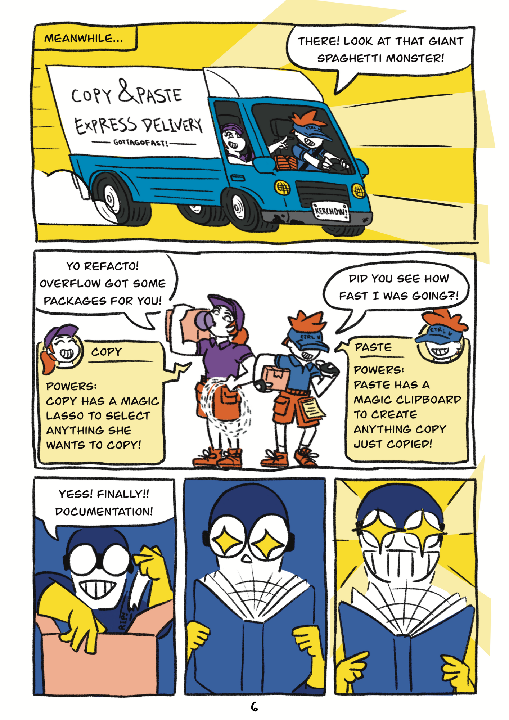 MEANWHILE...
THERE! LOOK AT THAT GIANT
SPAGHETTI MONSTER!
COPY & PASTE
EXPRESS DELIVERY
GOTTAGOFAST!
YO REFACTO!
OVERFLOW GOT SOME
PACKAGES FOR YOU!
DID YOU SEE HOW
FAST I WAS GOING?!
COPY
POWERS:
COPY HAS A MAGIC
LASSO TO SELECT
ANYTHING SHE
WANTS TO COPY!
PASTE
POWERS:
PASTE HAS A
MAGIC CLIPBOARD
TO CREATE
ANYTHING COPY
JUST COPIED!
YESS! FINALLY!!
DOCUMENTATION!
6